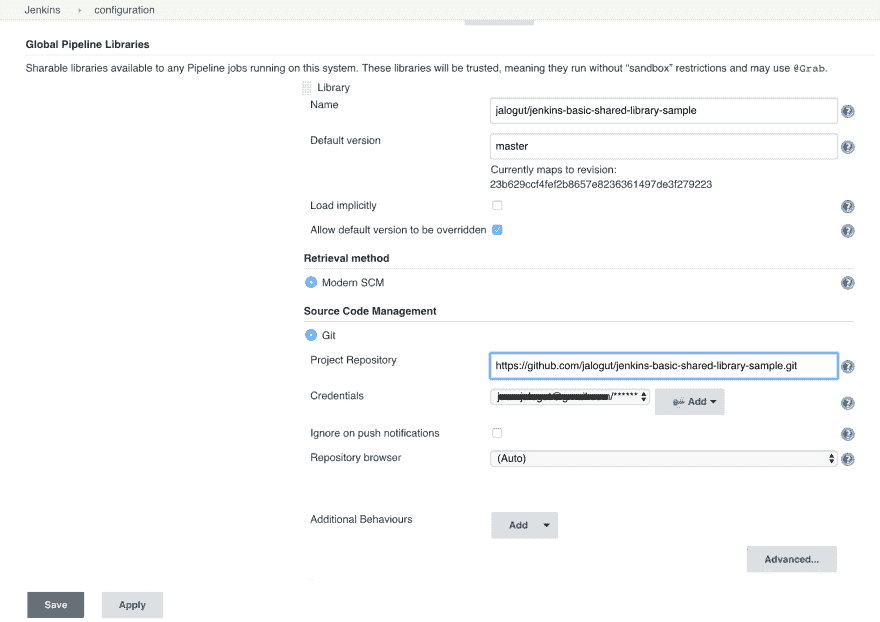 Jenkins configuration
Global Pipeline Libraries
Sharable libraries available to any Pipeline jobs running on this system. These libraries will be trusted, meaning they run without “sandbox” restrictions and may use @Grab.
Library
Name jalogut/jenkins-basic-shared-library-sample
Default version master
Currently maps to revision:
23b629ccf4fef2b8657e8236361497de3f279223
Load implicitly
Allow default version to be overridden
Retrieval method
Modern SCM
Source Code Management
Git
Project Repository https://github.com/jalogut/jenkins-basic-shared-library-sample.git
Credentials /****** Add
Ignore on push notifications
Repository browser (Auto)
Additional Behaviours Add
Advanced...
Save Apply